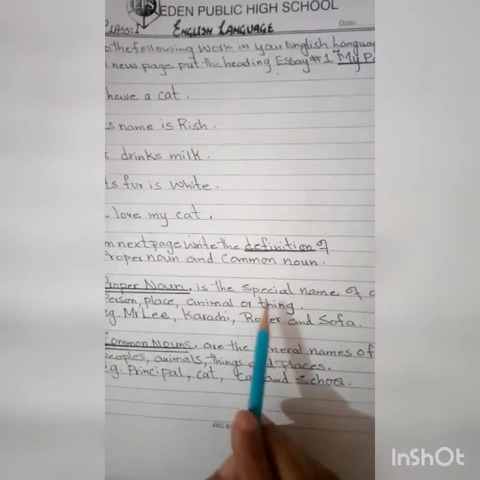 EDEN PUBLIC HIGH SCHOOL
CLASS:I ENGLISH LANGUAGE Date:
the following work in your English
new page put the heading Essay #1 "My
have a cat.
name is Rish.
drinks milk.
fur is white.
love my cat.
next page write the definition of
Proper noun and Common noun.
Proper Noun, is the special name of a
Person, place, animal or thing.
e.g. Mr Lee, Karachi, and Sofa.
Common Nouns, are the general names of
Peoples, animals, things and places.
e.g. Principal, cat, and School.
InShOt